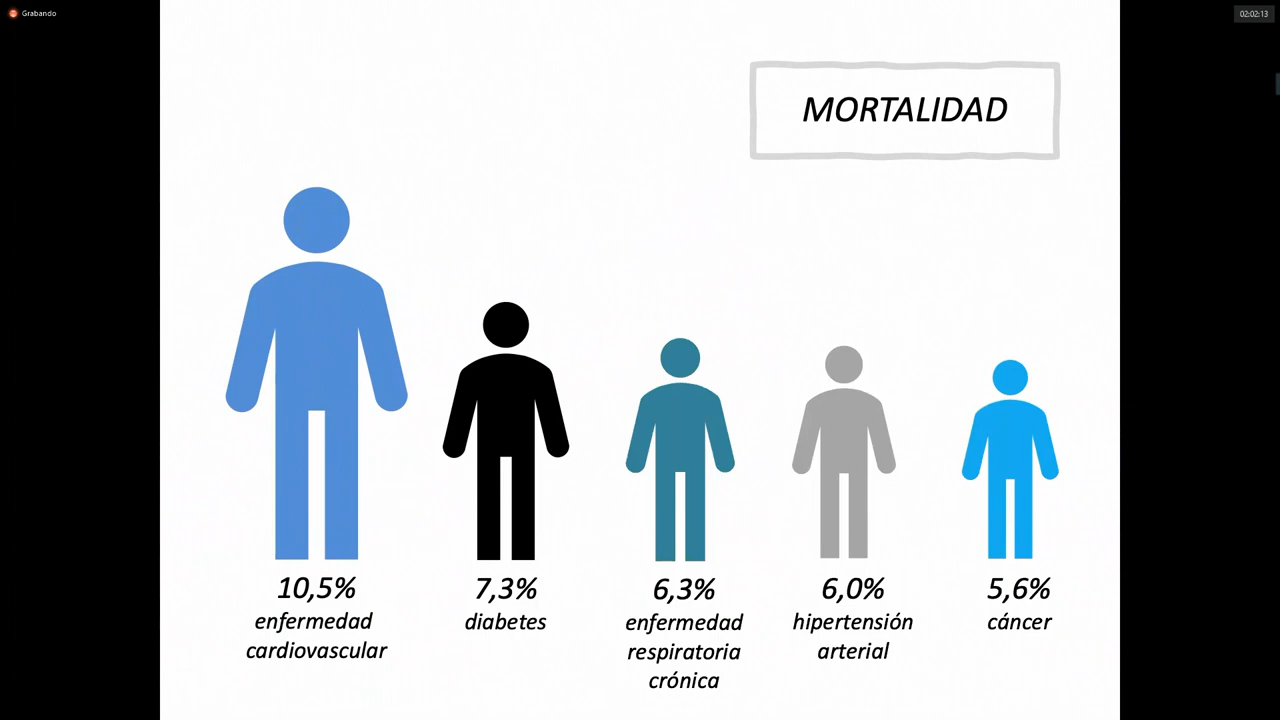 Grabando
02:02:13
MORTALIDAD
10,5%
enfermedad
cardiovascular
7,3%
diabetes
6,3%
enfermedad
respiratoria
crónica
6,0%
hipertensión
arterial
5,6%
cáncer